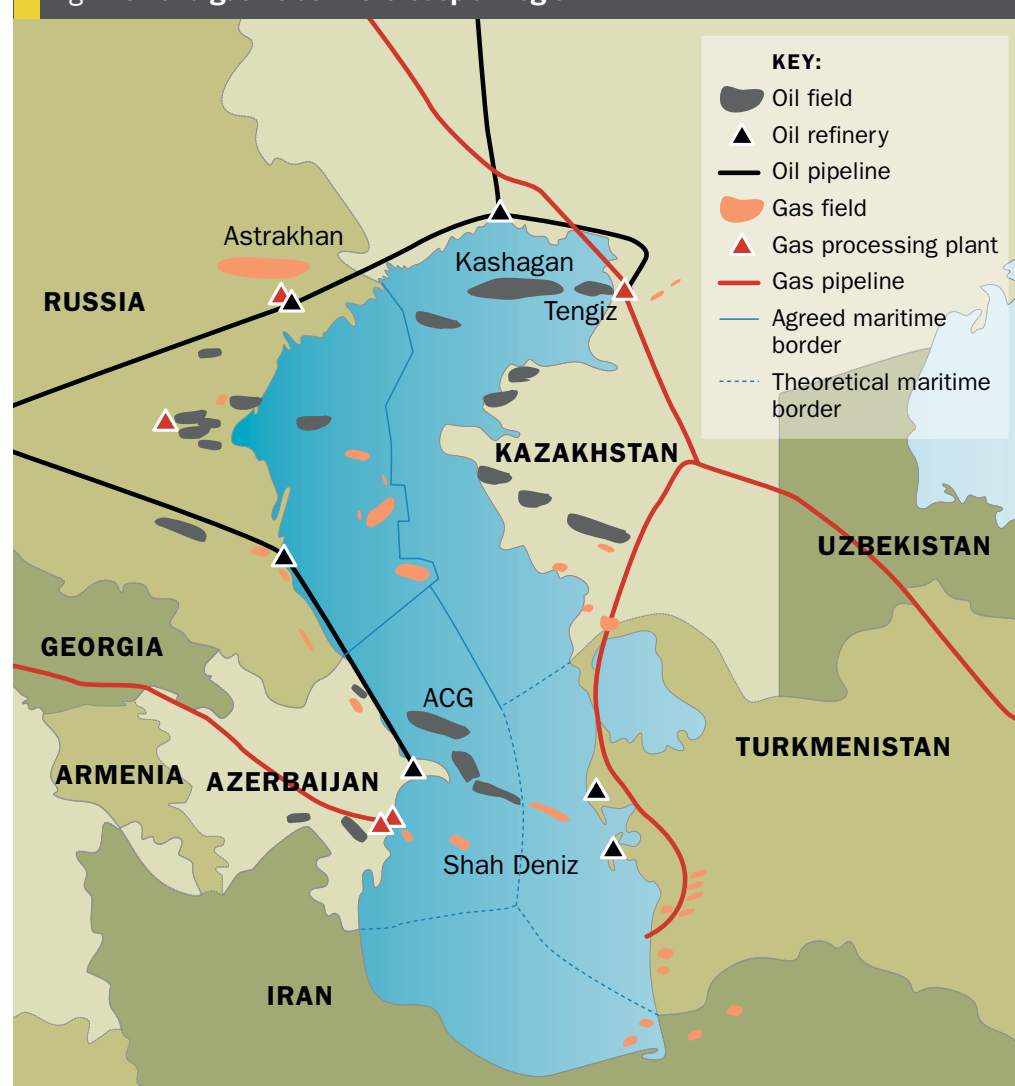 KEY:
Oil field
Oil refinery
Oil pipeline
Gas field
Gas processing plant
Gas pipeline
Agreed maritime
border
Theoretical maritime
border
Astrakhan
Kashagan
Tengiz
RUSSIA
KAZAKHSTAN
UZBEKISTAN
GEORGIA
ACG
TURKMENISTAN
ARMENIA
AZERBAIJAN
Shah Deniz
IRAN